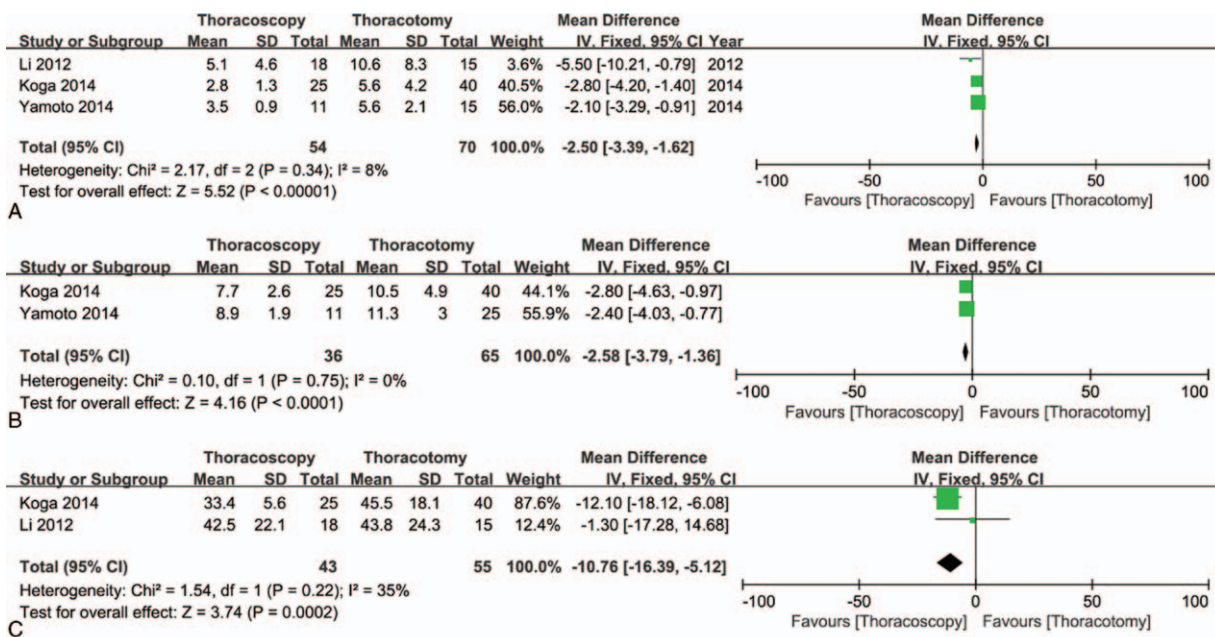 Thoracoscopy Thoracotomy Mean Difference Mean Difference
Study or Subgroup Mean SD Total Mean SD Total Weight IV, Fixed, 95% CI Year IV, Fixed, 95% CI
Li 2012 5.1 4.6 18 10.6 8.3 15 3.6% -5.50 [-10.21, -0.79] 2012
Koga 2014 2.8 1.3 25 5.6 4.2 40 40.5% -2.80 [-4.20, -1.40] 2014
Yamoto 2014 3.5 0.9 11 5.6 2.1 15 56.0% -2.10 [-3.29, -0.91] 2014
Total (95% CI) 54 70 100.0% -2.50 [-3.39, -1.62]
Heterogeneity: Chi² = 2.17, df = 2 (P = 0.34); I² = 8%
Test for overall effect: Z = 5.52 (P < 0.00001)
-100 -50 0 50 100
Favours [Thoracoscopy] Favours [Thoracotomy]
A
Thoracoscopy Thoracotomy Mean Difference Mean Difference
Study or Subgroup Mean SD Total Mean SD Total Weight IV, Fixed, 95% CI IV, Fixed, 95% CI
Koga 2014 7.7 2.6 25 10.5 4.9 40 44.1% -2.80 [-4.63, -0.97]
Yamoto 2014 8.9 1.9 11 11.3 3 25 55.9% -2.40 [-4.03, -0.77]
Total (95% CI) 36 65 100.0% -2.58 [-3.79, -1.36]
Heterogeneity: Chi² = 0.10, df = 1 (P = 0.75); I² = 0%
Test for overall effect: Z = 4.16 (P < 0.0001)
-100 -50 0 50 100
Favours [Thoracoscopy] Favours [Thoracotomy]
B
Thoracoscopy Thoracotomy Mean Difference Mean Difference
Study or Subgroup Mean SD Total Mean SD Total Weight IV, Fixed, 95% CI IV, Fixed, 95% CI
Koga 2014 33.4 5.6 25 45.5 18.1 40 87.6% -12.10 [-18.12, -6.08]
Li 2012 42.5 22.1 18 43.8 24.3 15 12.4% -1.30 [-17.28, 14.68]
Total (95% CI) 43 55 100.0% -10.76 [-16.39, -5.12]
Heterogeneity: Chi² = 1.54, df = 1 (P = 0.22); I² = 35%
Test for overall effect: Z = 3.74 (P = 0.0002)
-100 -50 0 50 100
Favours [Thoracoscopy] Favours [Thoracotomy]
C